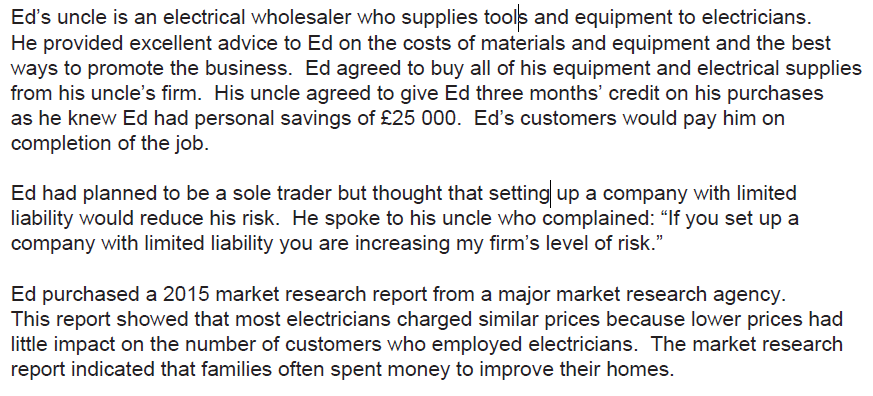 Ed’s uncle is an electrical wholesaler who supplies tools and equipment to electricians.
He provided excellent advice to Ed on the costs of materials and equipment and the best
ways to promote the business.  Ed agreed to buy all of his equipment and electrical supplies
from his uncle’s firm.  His uncle agreed to give Ed three months’ credit on his purchases
as he knew Ed had personal savings of £25 000.  Ed’s customers would pay him on
completion of the job.
Ed had planned to be a sole trader but thought that setting up a company with limited
liability would reduce his risk.  He spoke to his uncle who complained: “If you set up a
company with limited liability you are increasing my firm’s level of risk.”
Ed purchased a 2015 market research report from a major market research agency.
This report showed that most electricians charged similar prices because lower prices had
little impact on the number of customers who employed electricians.  The market research
report indicated that families often spent money to improve their homes.